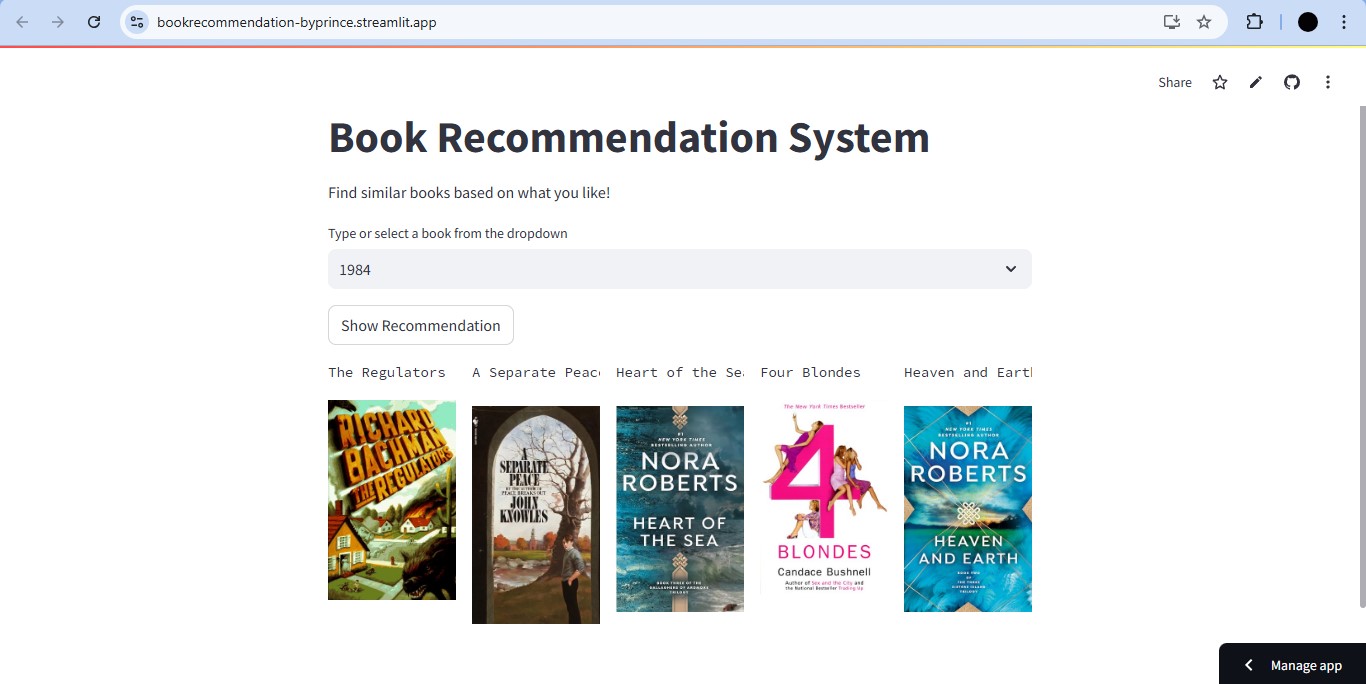 bookrecommendation-byprince.streamlit.app
Share
Book Recommendation System
Find similar books based on what you like!
Type or select a book from the dropdown
1984
Show Recommendation
The Regulators
A Separate Peac
Heart of the Se
Four Blondes
Heaven and Eart
RICHARD
BACHMAN
THE REGULATORS
A
SEPARATE
PEACE
BY THE AUTHOR OF
PEACE BREAKS OUT
JOHN
KNOWLES
#1
NEW YORK TIMES
BESTSELLING AUTHOR
NORA
ROBERTS
HEART OF
THE SEA
BOOK THREE OF THE
GALLAGHERS OF ARDMORE
TRILOGY
The New York Times Bestseller
4
BLONDES
Candace Bushnell
Author of Sex and the City and
the National Bestseller Trading Up
#1
NEW YORK TIMES
BESTSELLING AUTHOR
NORA
ROBERTS
HEAVEN
AND EARTH
BOOK TWO
OF
THE THREE
SISTERS ISLAND
TRILOGY
Manage app